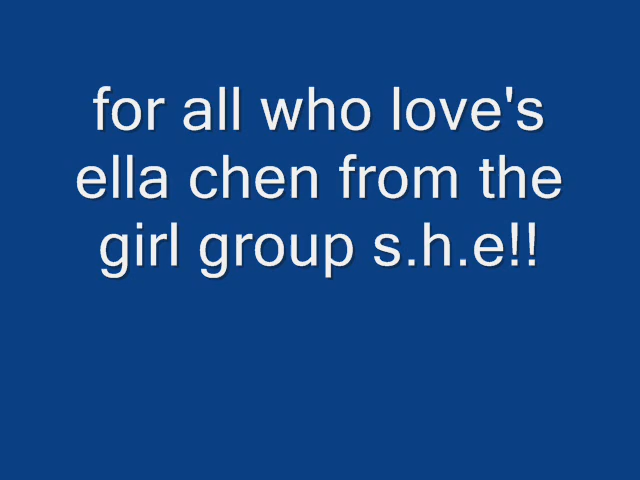 for all who love's
ella chen from the
girl group s.h.e!!